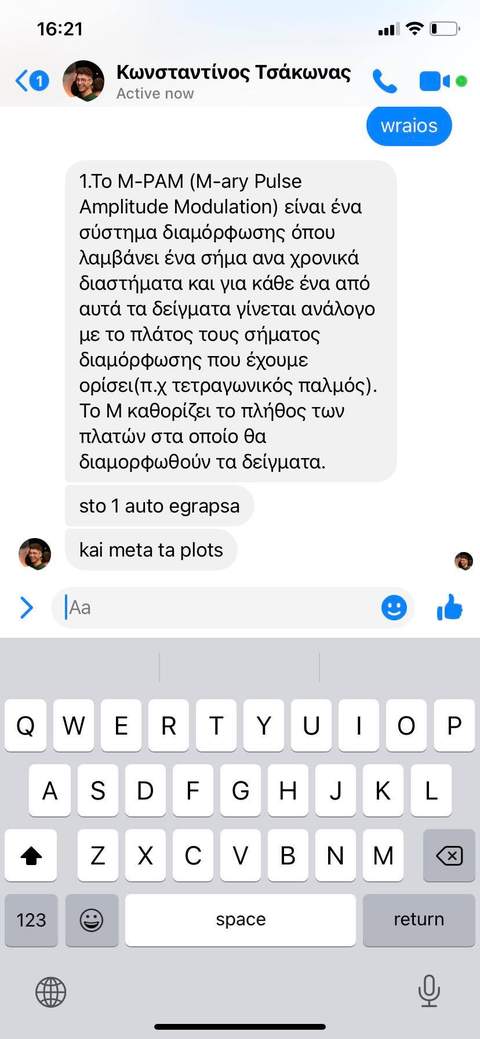 16:21
1
Κωνσταντίνος Τσάκωνας
Active now
wraios
1.Το M-PAM (M-ary Pulse
Amplitude Modulation) είναι ένα
σύστημα διαμόρφωσης όπου
λαμβάνει ένα σήμα ανα χρονικά
διαστήματα και για κάθε ένα από
αυτά τα δείγματα γίνεται ανάλογο
με το πλάτος τους σήματος
διαμόρφωσης που έχουμε
ορίσει(π.χ τετραγωνικός παλμός).
Το Μ καθορίζει το πλήθος των
πλατών στα οποίο θα
διαμορφωθούν τα δείγματα.
sto 1 auto egrapsa
kai meta ta plots
Aa
Q W E R T Y U I O P
A S D F G H J K L
Z X C V B N M
123 space return